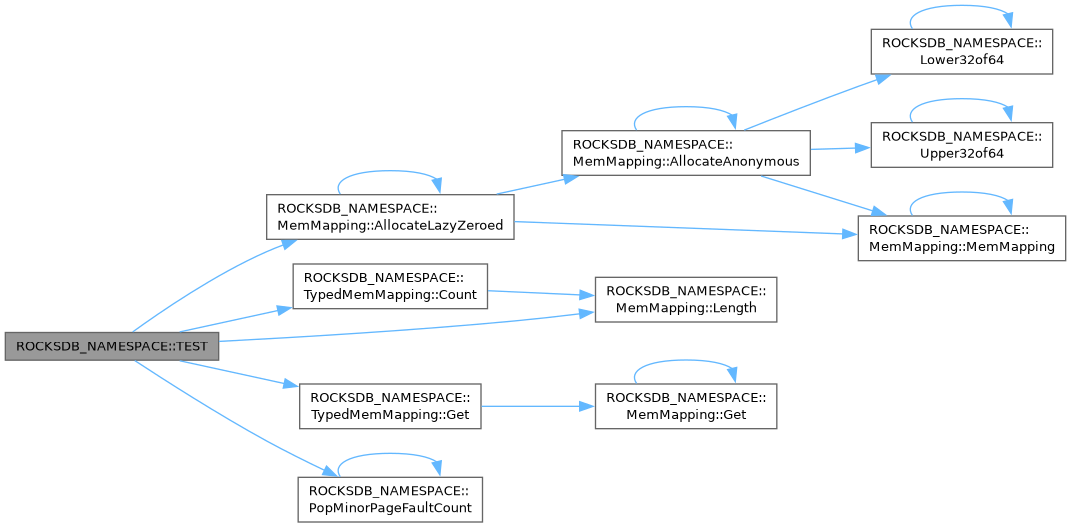 ROCKSDB_NAMESPACE::
Lower32of64
ROCKSDB_NAMESPACE::
Upper32of64
ROCKSDB_NAMESPACE::
MemMapping::AllocateAnonymous
ROCKSDB_NAMESPACE::
MemMapping::AllocateLazyZeroed
ROCKSDB_NAMESPACE::
MemMapping::MemMapping
ROCKSDB_NAMESPACE::
TypedMemMapping::Count
ROCKSDB_NAMESPACE::
MemMapping::Length
ROCKSDB_NAMESPACE::TEST
ROCKSDB_NAMESPACE::
TypedMemMapping::Get
ROCKSDB_NAMESPACE::
MemMapping::Get
ROCKSDB_NAMESPACE::
PopMinorPageFaultCount